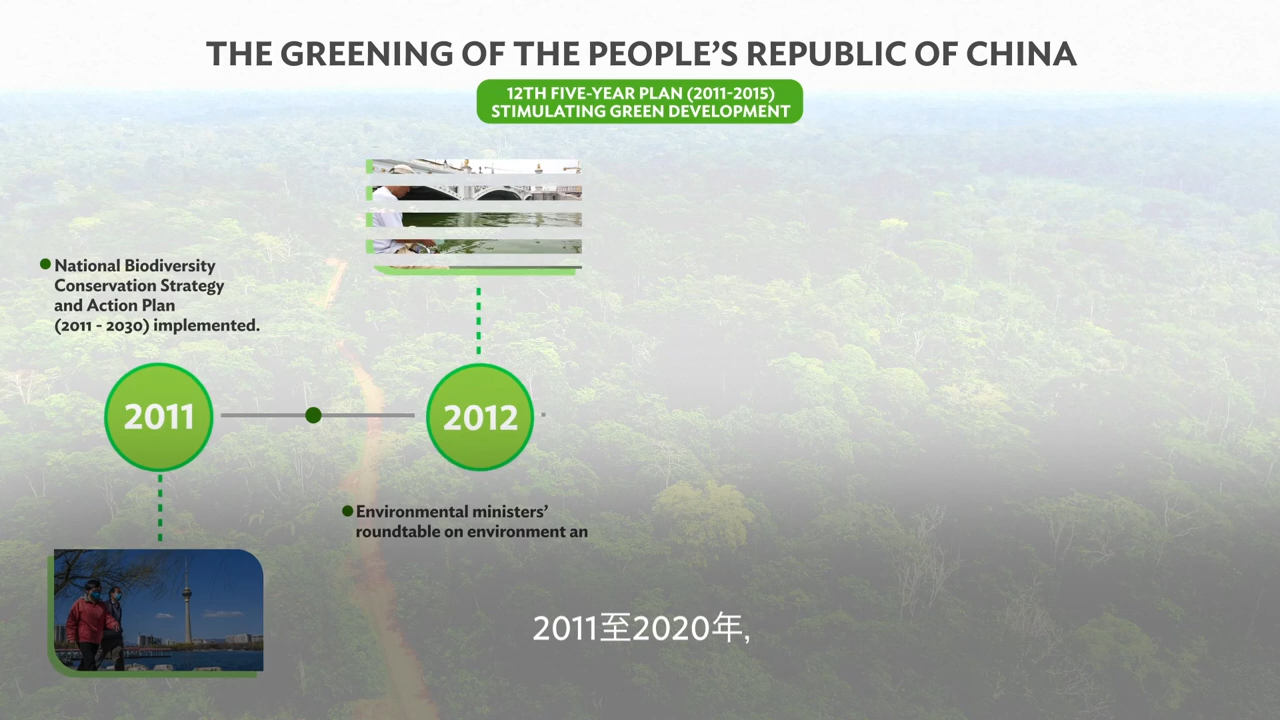 THE GREENING OF THE PEOPLE’S REPUBLIC OF CHINA
12TH FIVE-YEAR PLAN (2011-2015)
STIMULATING GREEN DEVELOPMENT
National Biodiversity
Conservation Strategy
and Action Plan
(2011 - 2030) implemented.
2011
2012
Environmental ministers’
roundtable on environment an
2011至2020年,